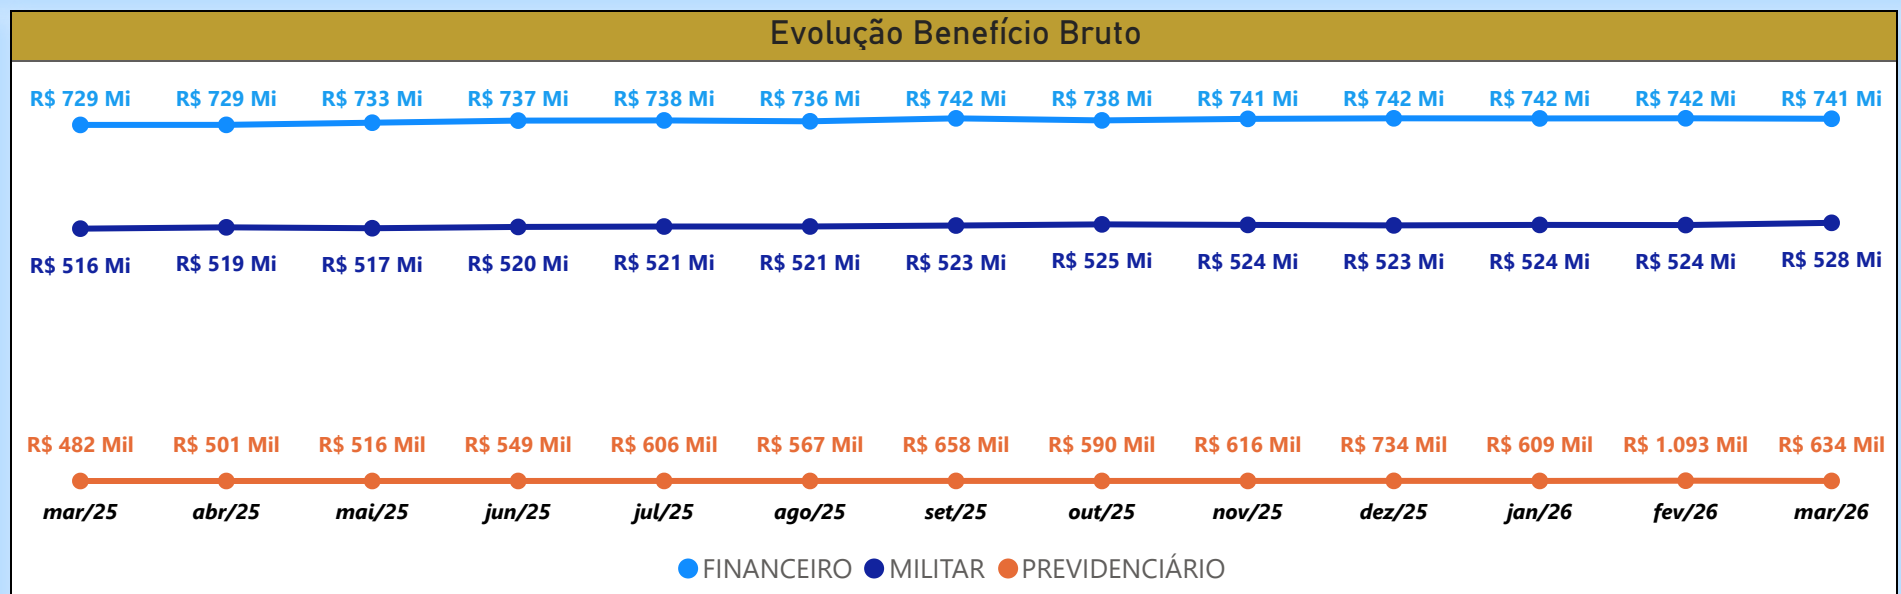 Evolução Benefício Bruto
R$ 729 Mi R$ 729 Mi R$ 733 Mi R$ 737 Mi R$ 738 Mi R$ 736 Mi R$ 742 Mi R$ 738 Mi R$ 741 Mi R$ 742 Mi R$ 742 Mi R$ 742 Mi R$ 741 Mi
R$ 516 Mi R$ 519 Mi R$ 517 Mi R$ 520 Mi R$ 521 Mi R$ 521 Mi R$ 523 Mi R$ 525 Mi R$ 524 Mi R$ 523 Mi R$ 524 Mi R$ 524 Mi R$ 528 Mi
R$ 482 Mil R$ 501 Mil R$ 516 Mil R$ 549 Mil R$ 606 Mil R$ 567 Mil R$ 658 Mil R$ 590 Mil R$ 616 Mil R$ 734 Mil R$ 609 Mil R$ 1.093 Mil R$ 634 Mil
mar/25 abr/25 mai/25 jun/25 jul/25 ago/25 set/25 out/25 nov/25 dez/25 jan/26 fev/26 mar/26
FINANCEIRO MILITAR PREVIDENCIÁRIO